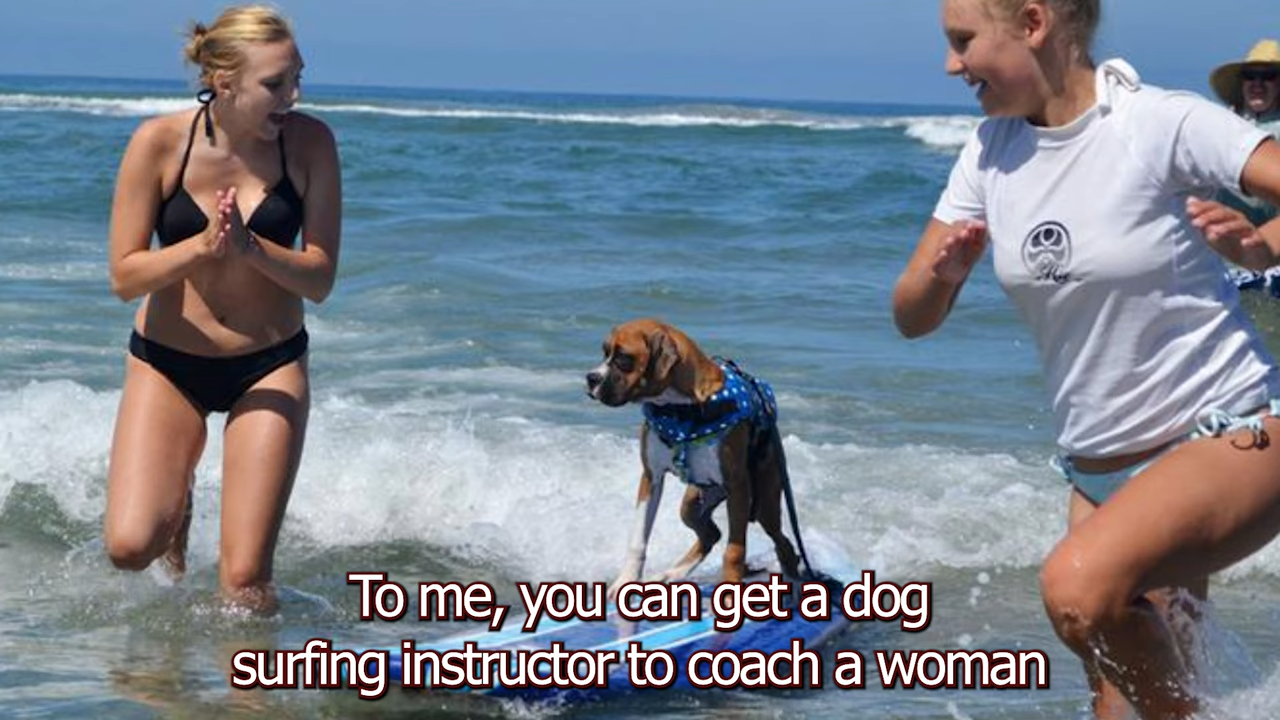 To me, you can get a dog
surfing instructor to coach a woman